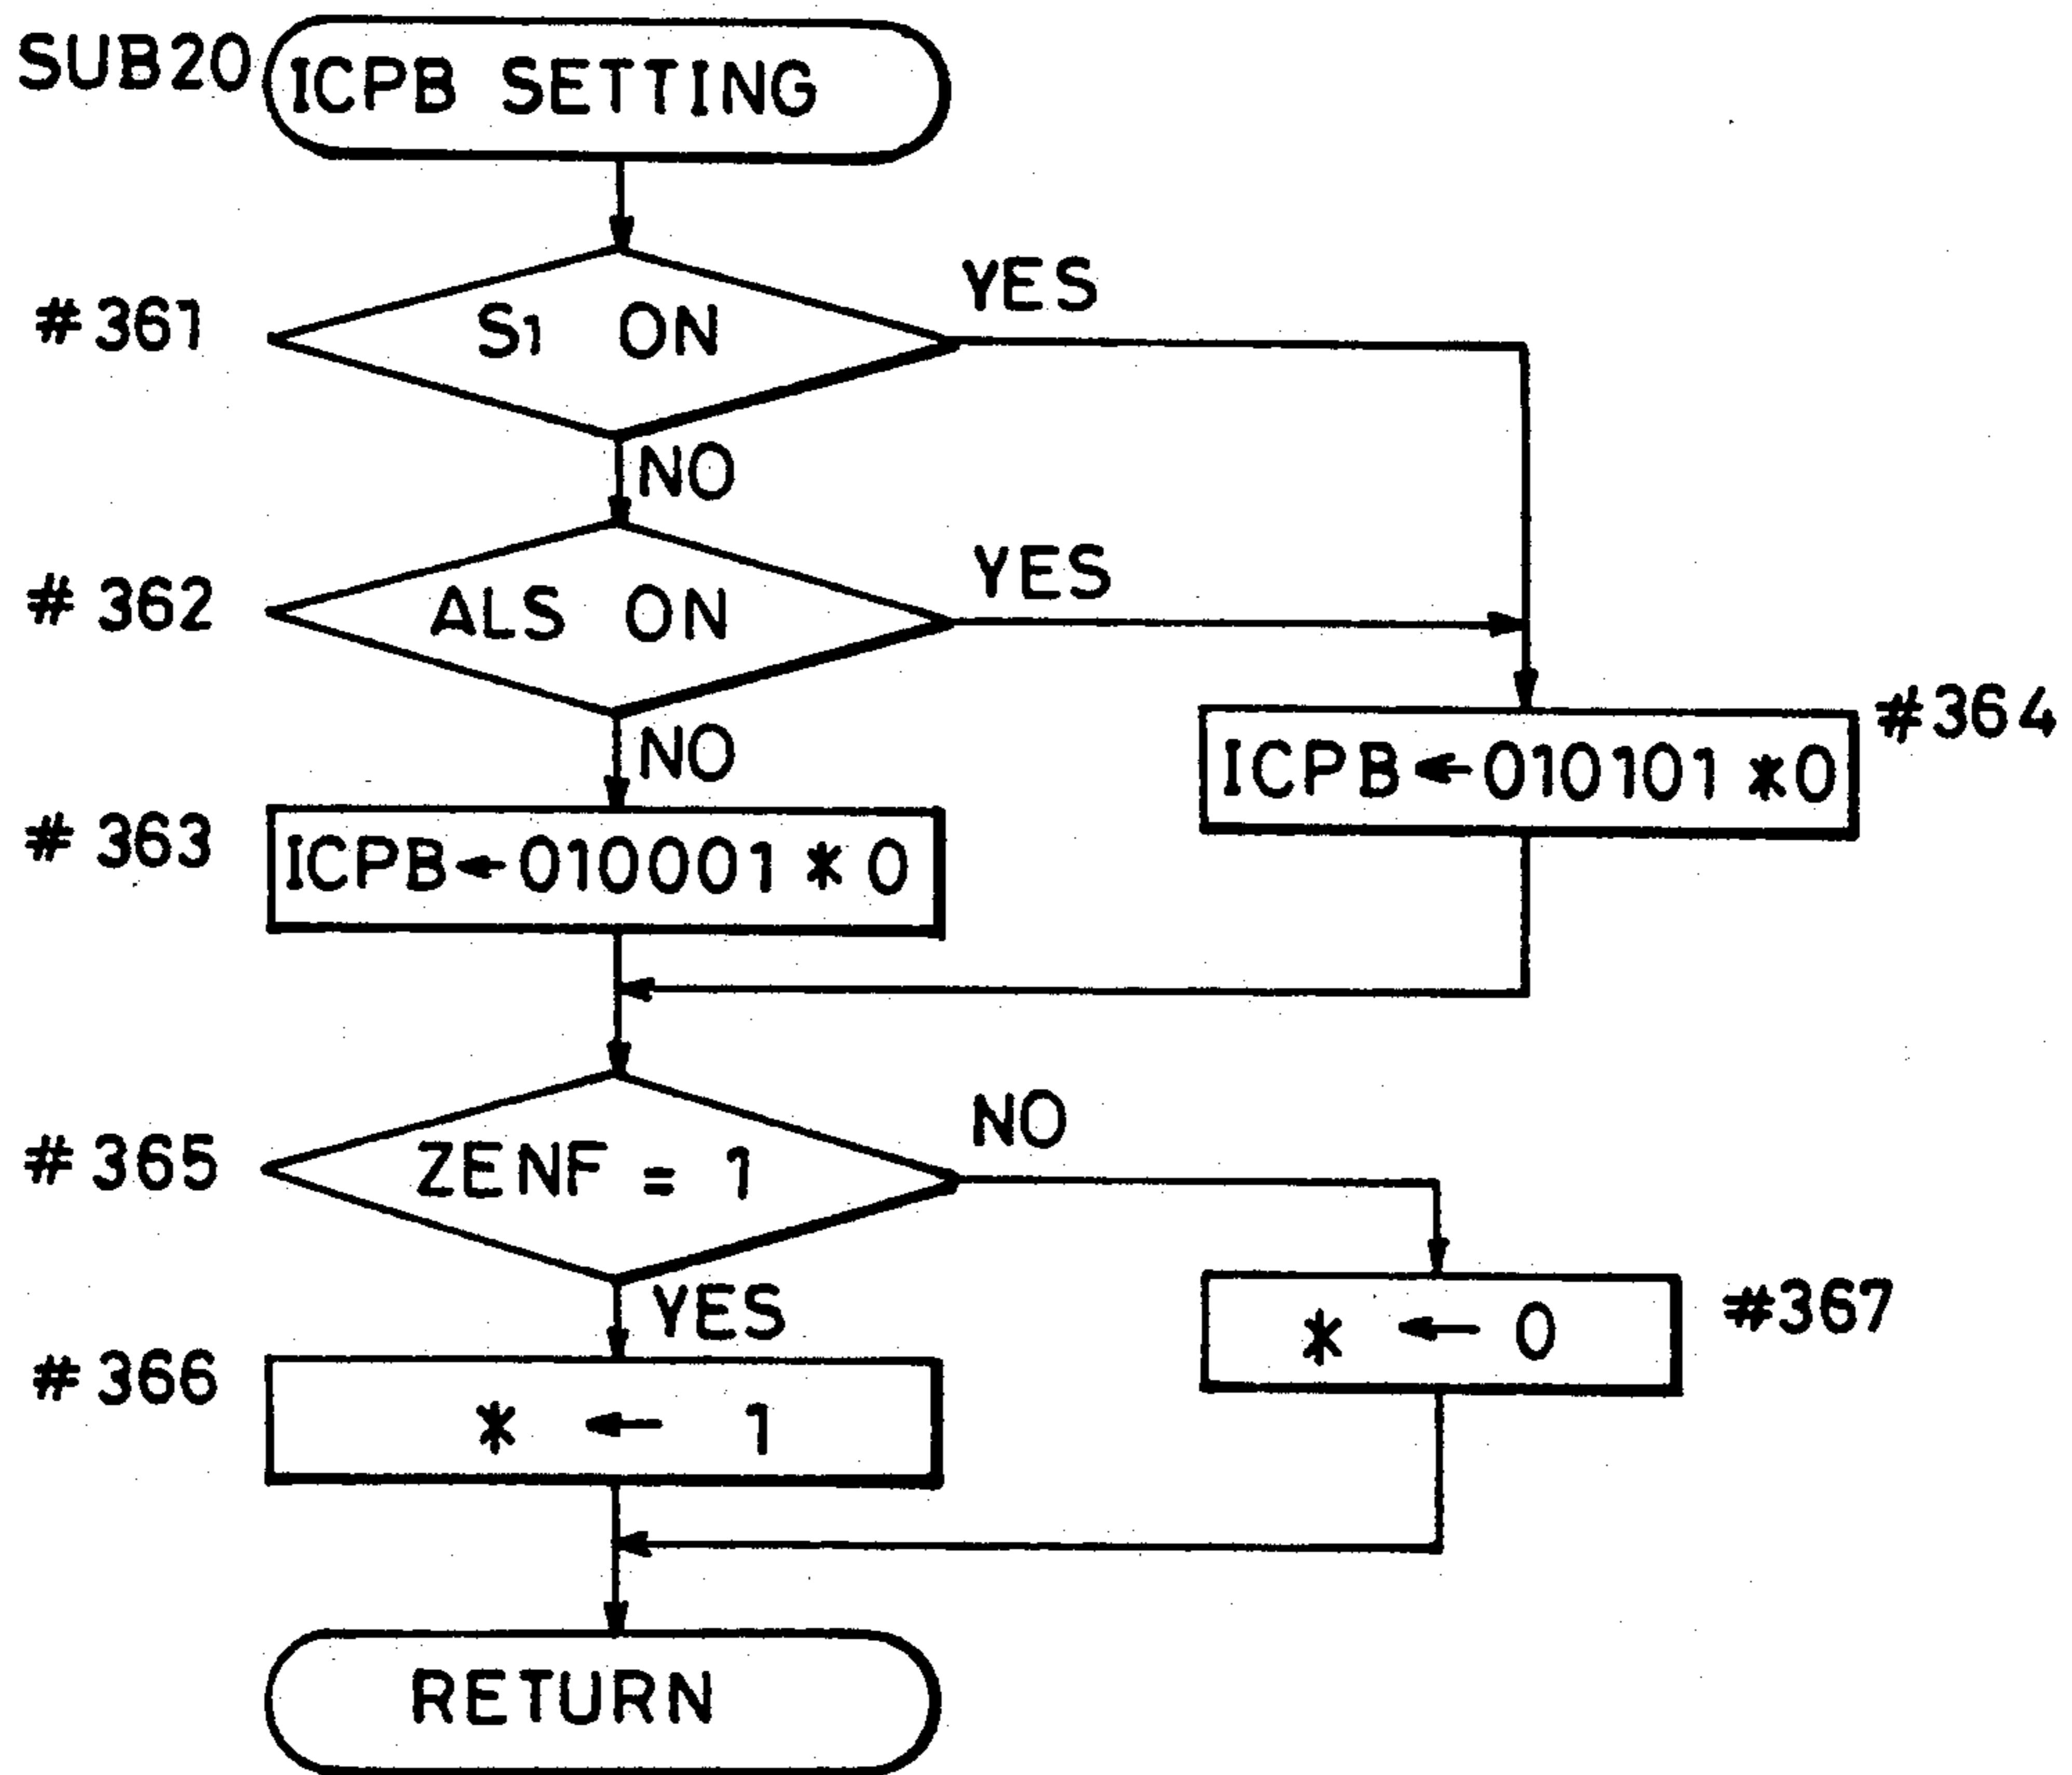 SUB20 ICPB SETTING
#361 S1 ON YES
NO
#362 ALS ON YES
NO
ICPB←010101*0 #364
#363 ICPB←010001*0
#365 ZENF = 1 NO
YES
* ← 0 #367
#366 * ← 1
RETURN